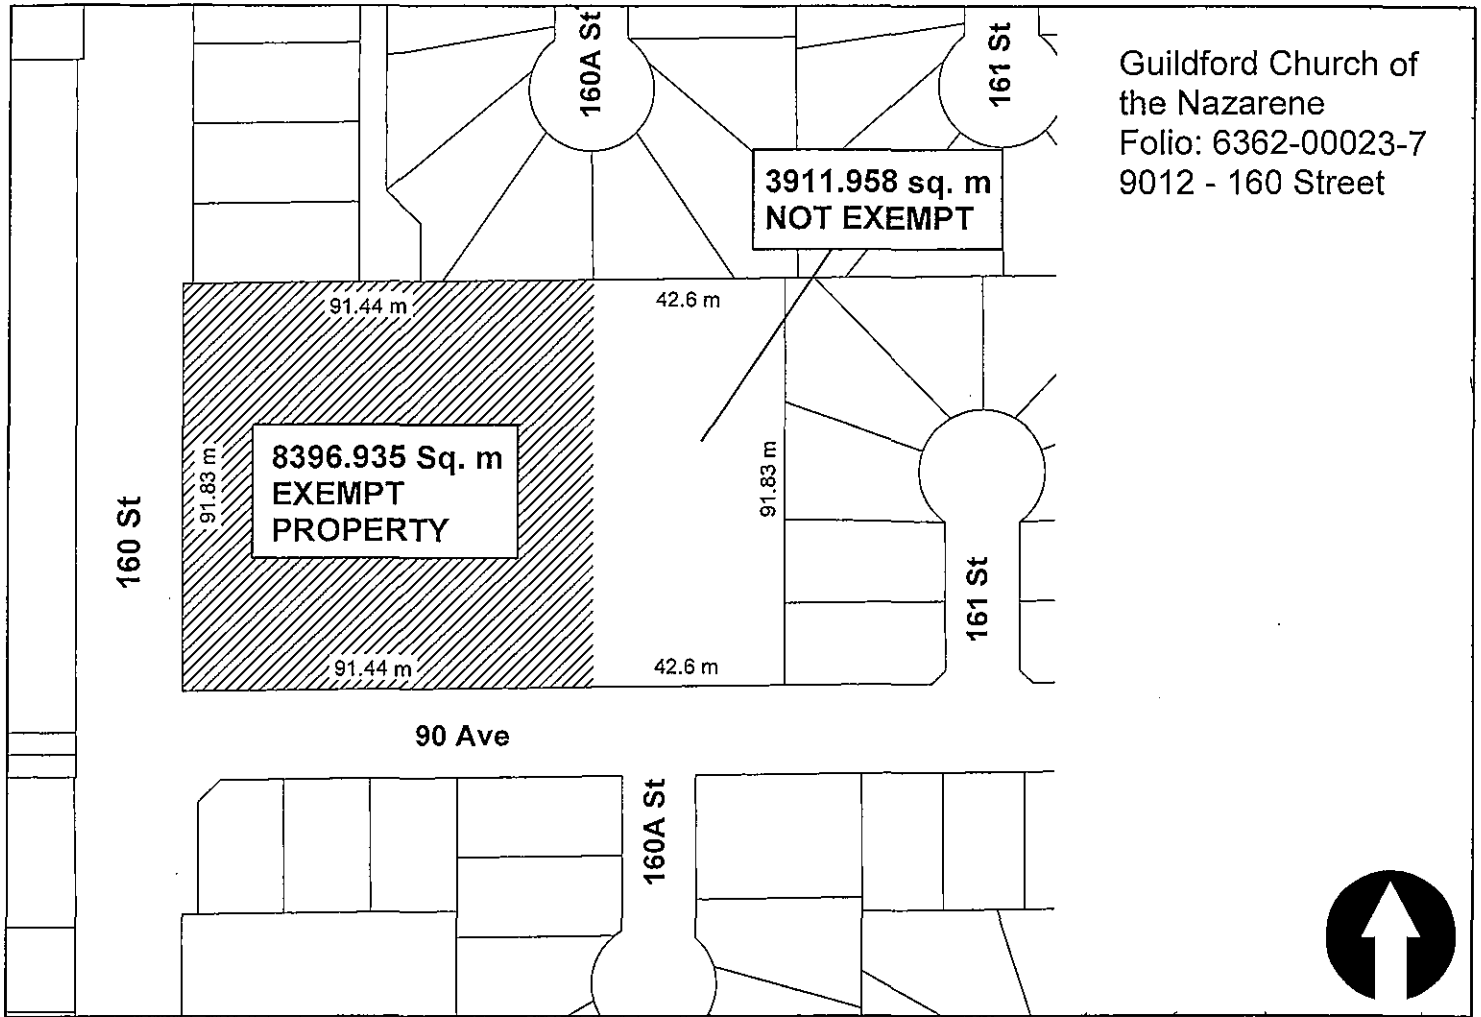 160A St
161 St
Guildford Church of
the Nazarene
Folio: 6362-00023-7
9012 - 160 Street
3911.958 sq. m
NOT EXEMPT
91.44 m
42.6 m
160 St
91.83 m
8396.935 Sq. m
EXEMPT
PROPERTY
91.83 m
161 St
91.44 m
42.6 m
90 Ave
160A St